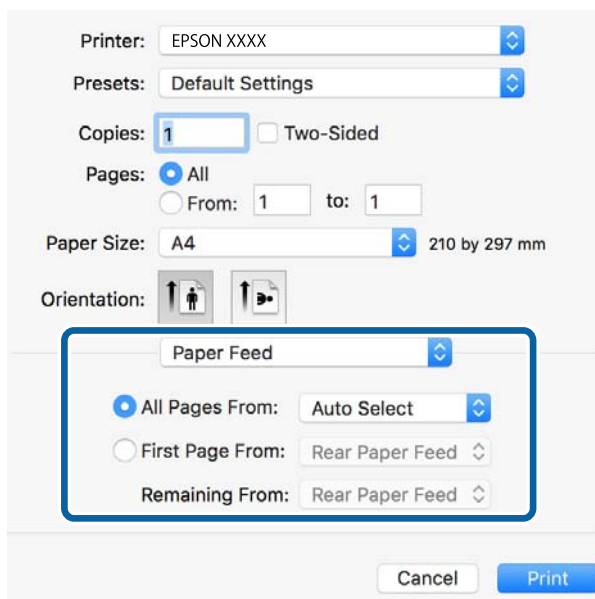 Printer: EPSON XXXX
Presets: Default Settings
Copies: 1 Two-Sided
Pages: All
From: 1 to: 1
Paper Size: A4 210 by 297 mm
Orientation:
Paper Feed
All Pages From: Auto Select
First Page From: Rear Paper Feed
Remaining From: Rear Paper Feed
Cancel Print